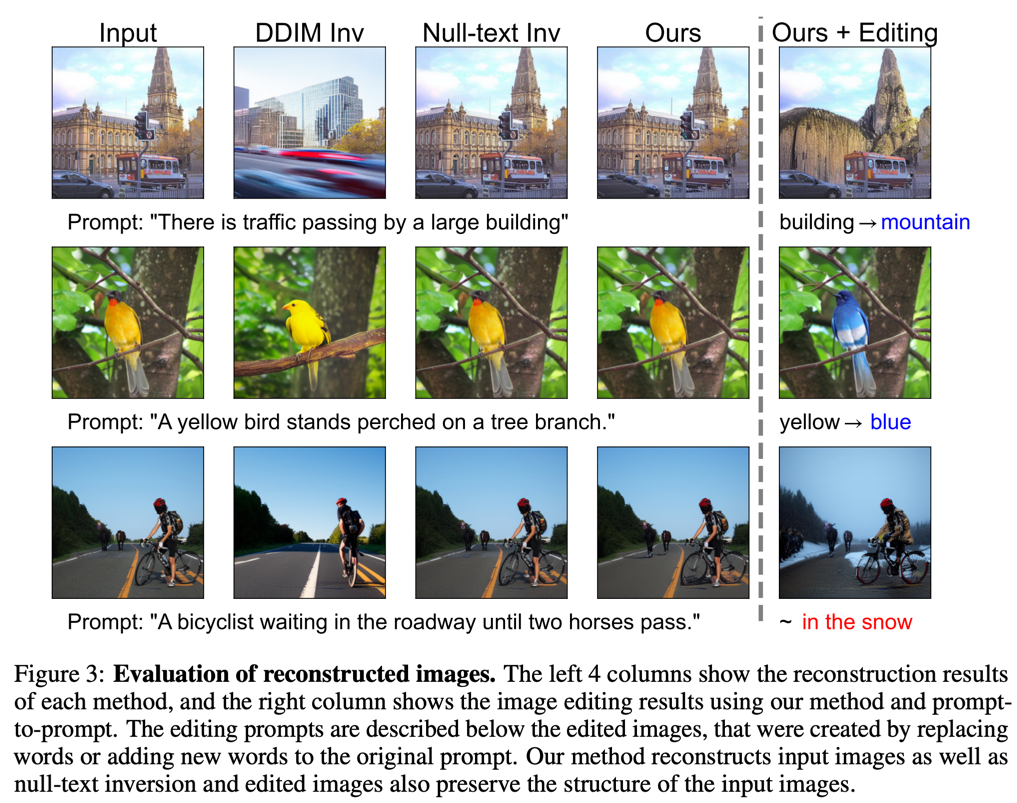 Input DDIM Inv Null-text Inv Ours Ours + Editing
Prompt: "There is traffic passing by a large building" building → mountain
Prompt: "A yellow bird stands perched on a tree branch." yellow → blue
Prompt: "A bicyclist waiting in the roadway until two horses pass." ~ in the snow
Figure 3: Evaluation of reconstructed images. The left 4 columns show the reconstruction results
of each method, and the right column shows the image editing results using our method and prompt-
to-prompt. The editing prompts are described below the edited images, that were created by replacing
words or adding new words to the original prompt. Our method reconstructs input images as well as
null-text inversion and edited images also preserve the structure of the input images.